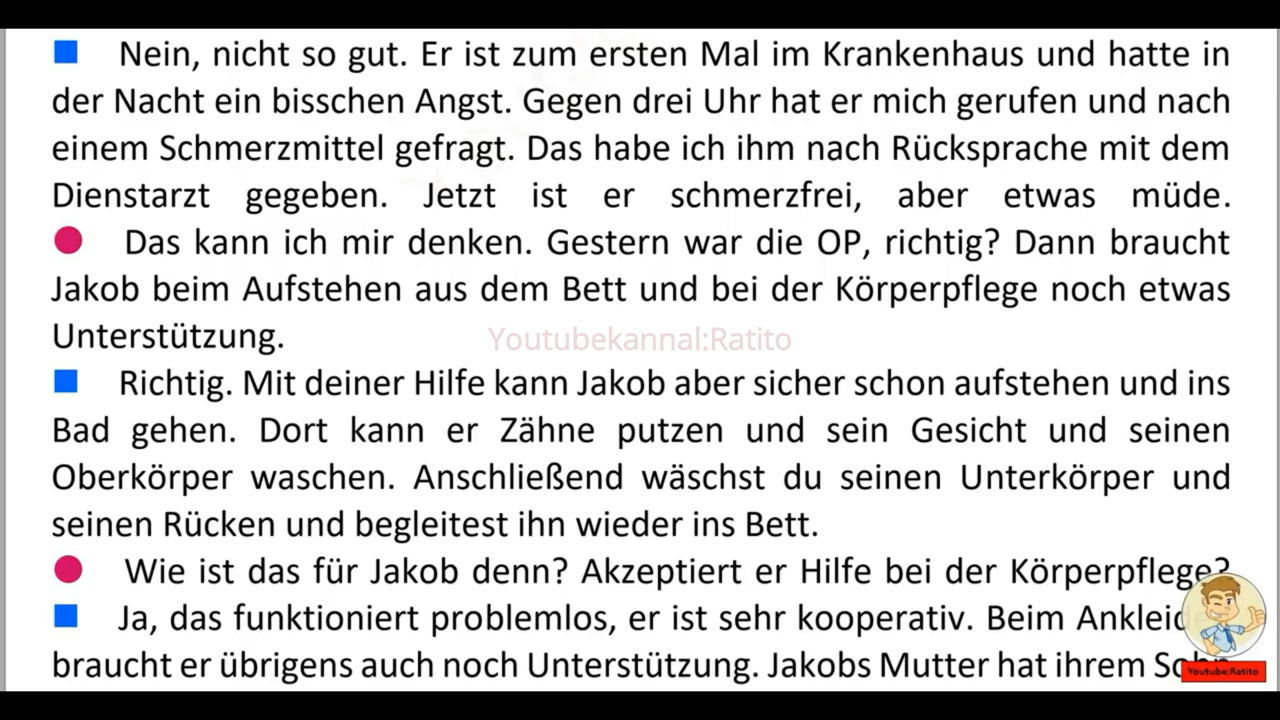 Nein, nicht so gut. Er ist zum ersten Mal im Krankenhaus und hatte in
der Nacht ein bisschen Angst. Gegen drei Uhr hat er mich gerufen und nach
einem Schmerzmittel gefragt. Das habe ich ihm nach Rücksprache mit dem
Dienstarzt gegeben. Jetzt ist er schmerzfrei, aber etwas müde.
Das kann ich mir denken. Gestern war die OP, richtig? Dann braucht
Jakob beim Aufstehen aus dem Bett und bei der Körperpflege noch etwas
Unterstützung.
Youtubekannal:Ratito
Richtig. Mit deiner Hilfe kann Jakob aber sicher schon aufstehen und ins
Bad gehen. Dort kann er Zähne putzen und sein Gesicht und seinen
Oberkörper waschen. Anschließend wäschst du seinen Unterkörper und
seinen Rücken und begleitest ihn wieder ins Bett.
Wie ist das für Jakob denn? Akzeptiert er Hilfe bei der Körperpflege?
Ja, das funktioniert problemlos, er ist sehr kooperativ. Beim
braucht er übrigens auch noch Unterstützung. Jakobs Mutter hat ihrem
Youtube:Ratito